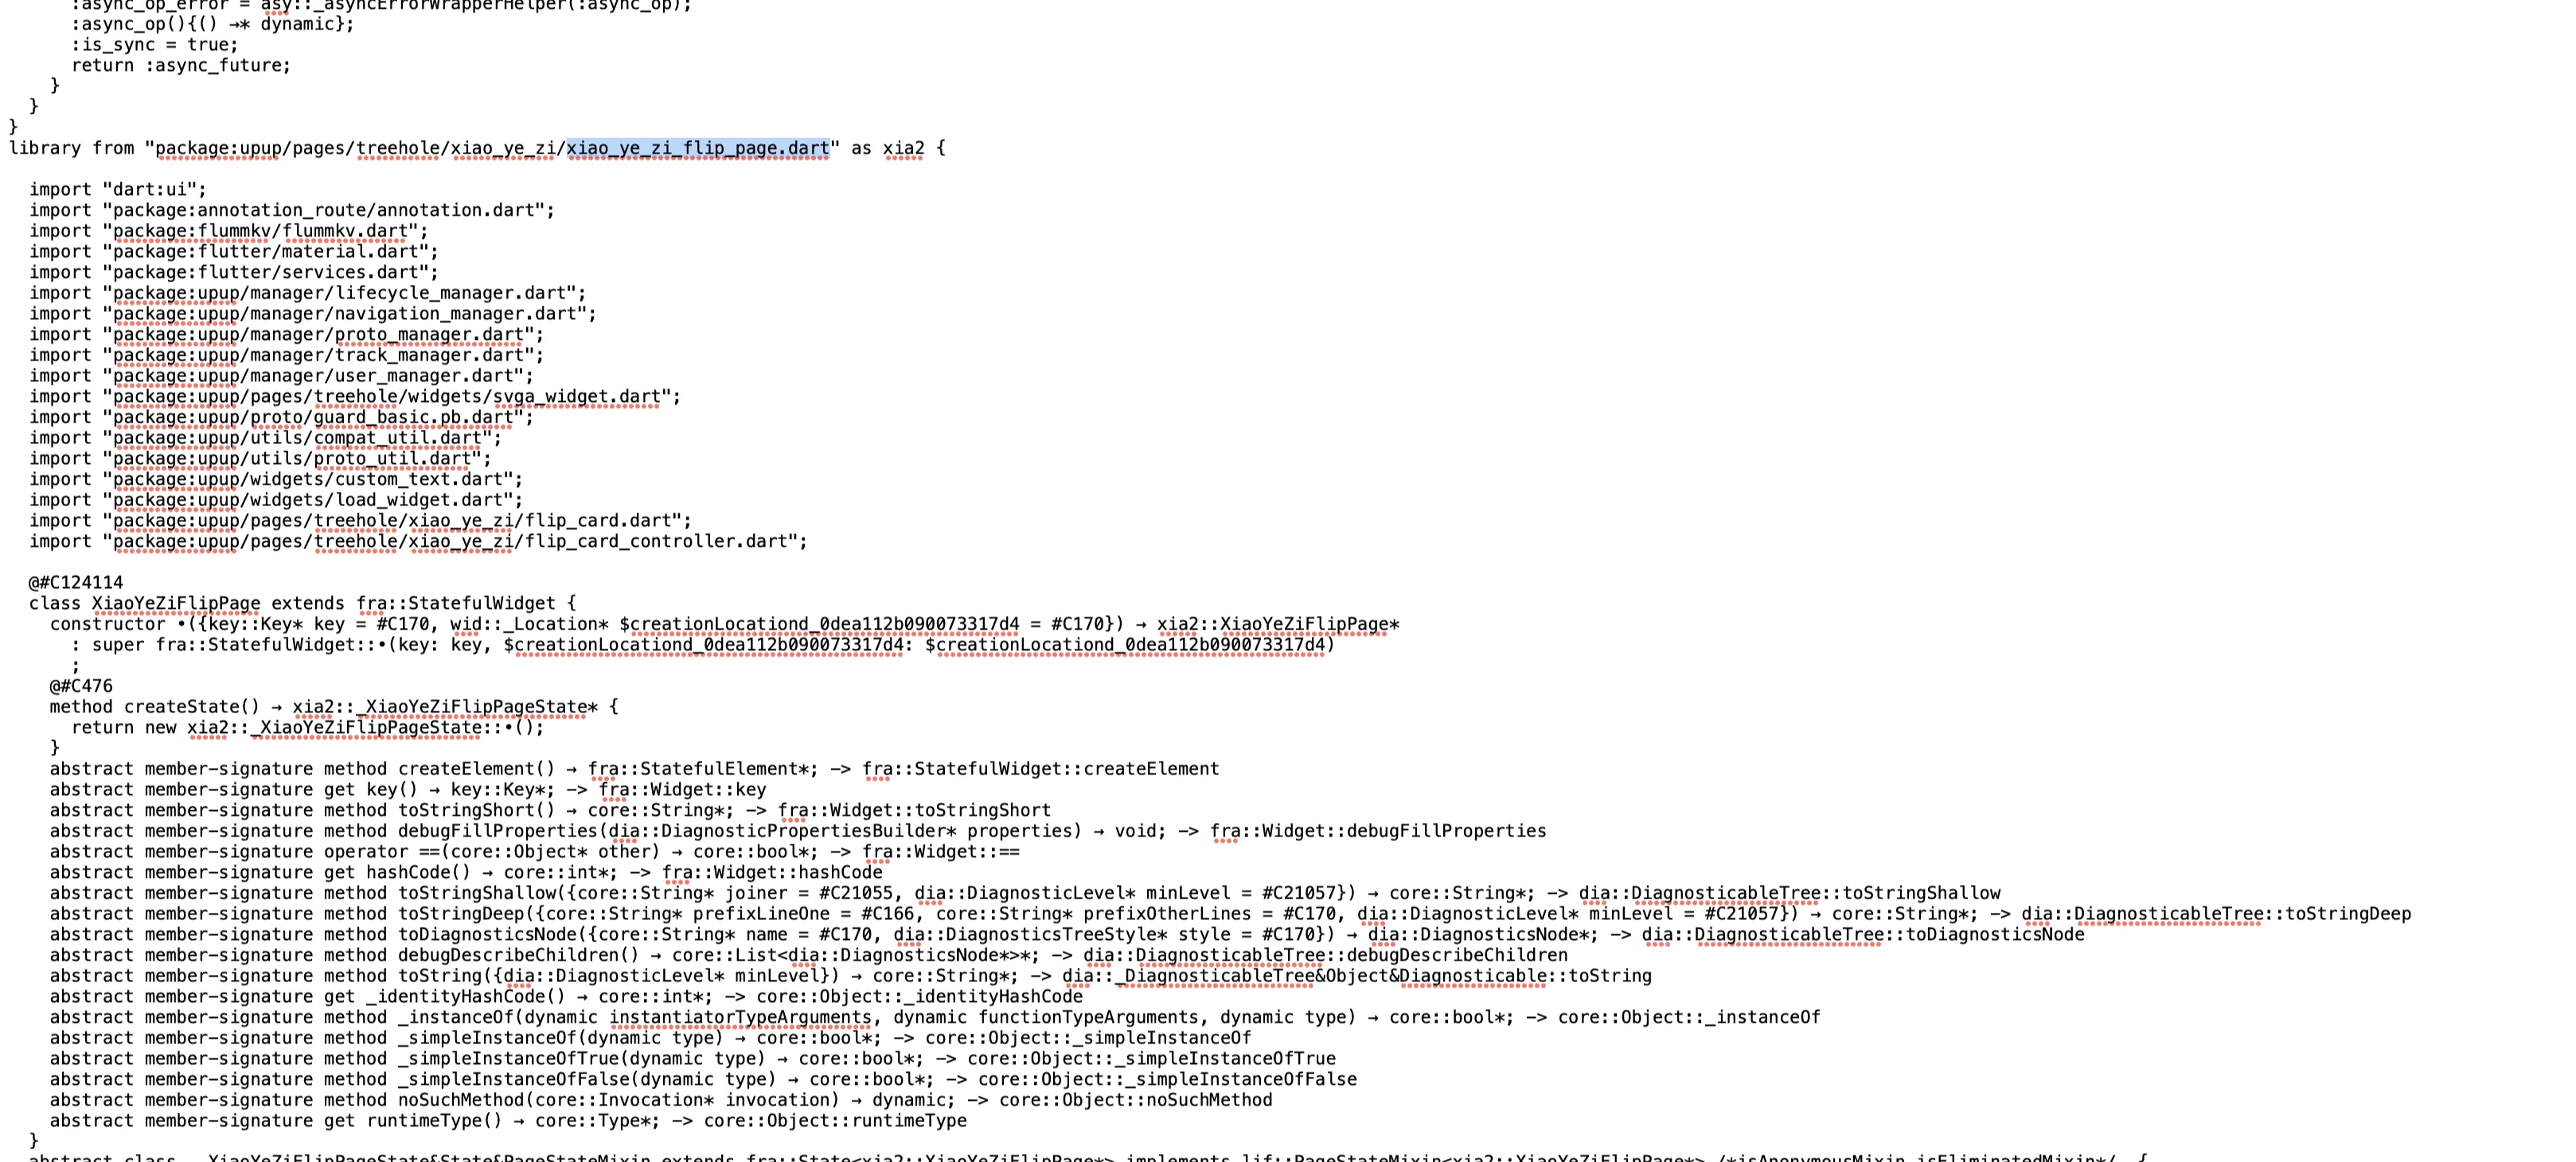 :async_op_error = asy::_asyncErrorWrapperHelper(:async_op);
:async_op(){() →* dynamic};
:is_sync = true;
return :async_future;
}
}
}
library from "package:upup/pages/treehole/xiao_ye_zi/xiao_ye_zi_flip_page.dart" as xia2 {
import "dart:ui";
import "package:annotation_route/annotation.dart";
import "package:flummkv/flummkv.dart";
import "package:flutter/material.dart";
import "package:flutter/services.dart";
import "package:upup/manager/lifecycle_manager.dart";
import "package:upup/manager/navigation_manager.dart";
import "package:upup/manager/proto_manager.dart";
import "package:upup/manager/track_manager.dart";
import "package:upup/manager/user_manager.dart";
import "package:upup/pages/treehole/widgets/svga_widget.dart";
import "package:upup/proto/guard_basic.pb.dart";
import "package:upup/utils/compat_util.dart";
import "package:upup/utils/proto_util.dart";
import "package:upup/widgets/custom_text.dart";
import "package:upup/widgets/load_widget.dart";
import "package:upup/pages/treehole/xiao_ye_zi/flip_card.dart";
import "package:upup/pages/treehole/xiao_ye_zi/flip_card_controller.dart";
@#C124114
class XiaoYeZiFlipPage extends fra::StatefulWidget {
constructor •({key::Key* key = #C170, wid::_Location* $creationLocationd_0dea112b090073317d4 = #C170}) → xia2::XiaoYeZiFlipPage*
: super fra::StatefulWidget::•(key: key, $creationLocationd_0dea112b090073317d4: $creationLocationd_0dea112b090073317d4)
;
@#C476
method createState() → xia2::_XiaoYeZiFlipPageState* {
return new xia2::_XiaoYeZiFlipPageState::•();
}
abstract member-signature method createElement() → fra::StatefulElement*; -> fra::StatefulWidget::createElement
abstract member-signature get key() → key::Key*; -> fra::Widget::key
abstract member-signature method toStringShort() → core::String*; -> fra::Widget::toStringShort
abstract member-signature method debugFillProperties(dia::DiagnosticPropertiesBuilder* properties) → void; -> fra::Widget::debugFillProperties
abstract member-signature operator ==(core::Object* other) → core::bool*; -> fra::Widget::==
abstract member-signature get hashCode() → core::int*; -> fra::Widget::hashCode
abstract member-signature method toStringShallow({core::String* joiner = #C21055, dia::DiagnosticLevel* minLevel = #C21057}) → core::String*; -> dia::DiagnosticableTree::toStringShallow
abstract member-signature method toStringDeep({core::String* prefixLineOne = #C166, core::String* prefixOtherLines = #C170, dia::DiagnosticLevel* minLevel = #C21057}) → core::String*; -> dia::DiagnosticableTree::toStringDeep
abstract member-signature method toDiagnosticsNode({core::String* name = #C170, dia::DiagnosticsTreeStyle* style = #C170}) → dia::DiagnosticsNode*; -> dia::DiagnosticableTree::toDiagnosticsNode
abstract member-signature method debugDescribeChildren() → core::List<dia::DiagnosticsNode*>*; -> dia::DiagnosticableTree::debugDescribeChildren
abstract member-signature method toString({dia::DiagnosticLevel* minLevel}) → core::String*; -> dia::_DiagnosticableTree&Object&Diagnosticable::toString
abstract member-signature get _identityHashCode() → core::int*; -> core::Object::_identityHashCode
abstract member-signature method _instanceOf(dynamic instantiatorTypeArguments, dynamic functionTypeArguments, dynamic type) → core::bool*; -> core::Object::_instanceOf
abstract member-signature method _simpleInstanceOf(dynamic type) → core::bool*; -> core::Object::_simpleInstanceOf
abstract member-signature method _simpleInstanceOfTrue(dynamic type) → core::bool*; -> core::Object::_simpleInstanceOfTrue
abstract member-signature method _simpleInstanceOfFalse(dynamic type) → core::bool*; -> core::Object::_simpleInstanceOfFalse
abstract member-signature method noSuchMethod(core::Invocation* invocation) → dynamic; -> core::Object::noSuchMethod
abstract member-signature get runtimeType() → core::Type*; -> core::Object::runtimeType
}
abstract class _XiaoYeZiFlipPageState&State&PageStateMixin extends fra::State<xia2::XiaoYeZiFlipPage*> implements lif::PageStateMixin<xia2::XiaoYeZiFlipPage*> /*isAnonymousMixin,isEliminatedMixin*/ {